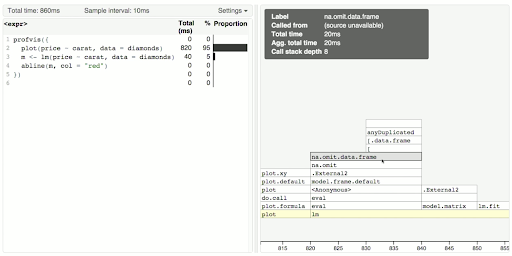 Total time: 860ms Sample interval: 10ms Settings
<expr> Total (ms) % Proportion
1 profvis({ 0 0
2 plot(price ~ carat, data = diamonds) 820 95
3 m <- lm(price ~ carat, data = diamonds) 40 5
4 abline(m, col = "red") 0 0
5 }) 0 0
6 0 0
Label na.omit.data.frame
Called from (source unavailable)
Total time 20ms
Agg. total time 20ms
Call stack depth 8
anyDuplicated
[.data.frame
[
na.omit.data.frame
na.omit
plot.xy .External2
plot.default model.frame.default
plot <Anonymous> .External2
do.call eval
plot.formula eval model.matrix lm.fit
plot lm
815 820 825 830 835 840 845 850 855